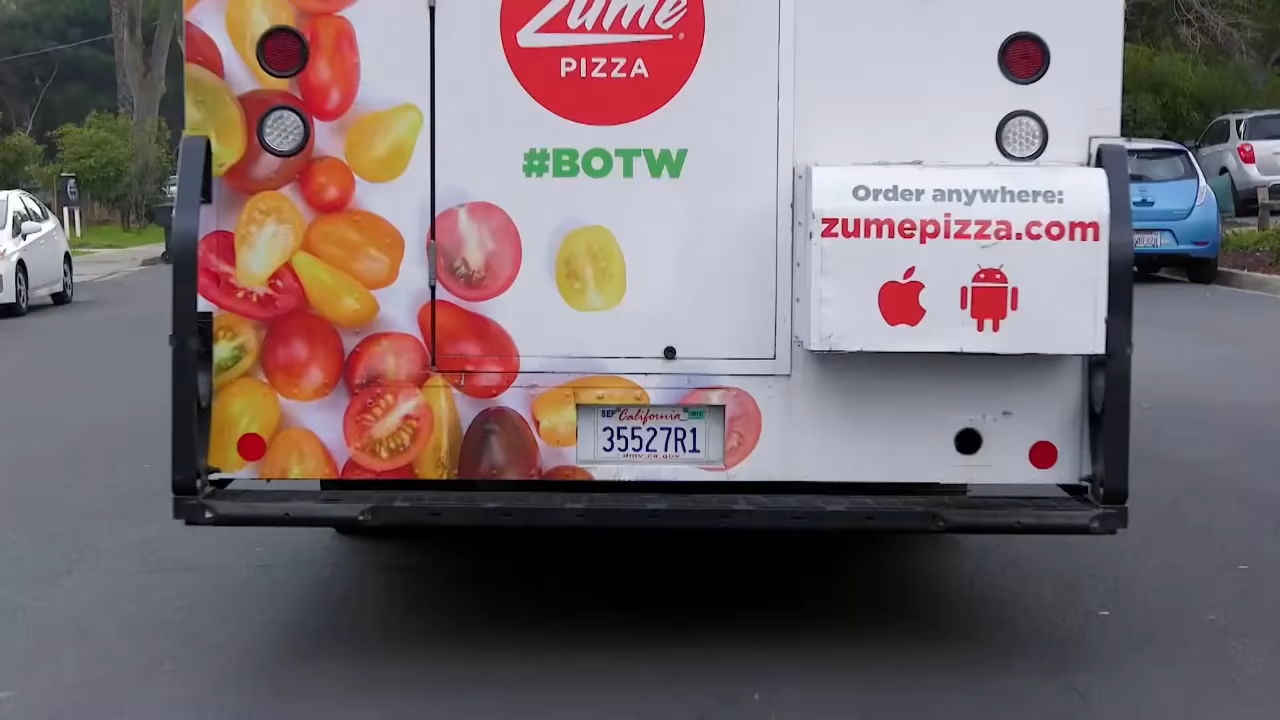 Zume
PIZZA
#BOTW
Order anywhere:
zumepizza.com
SEP California
35527R1
dmv.ca.gov